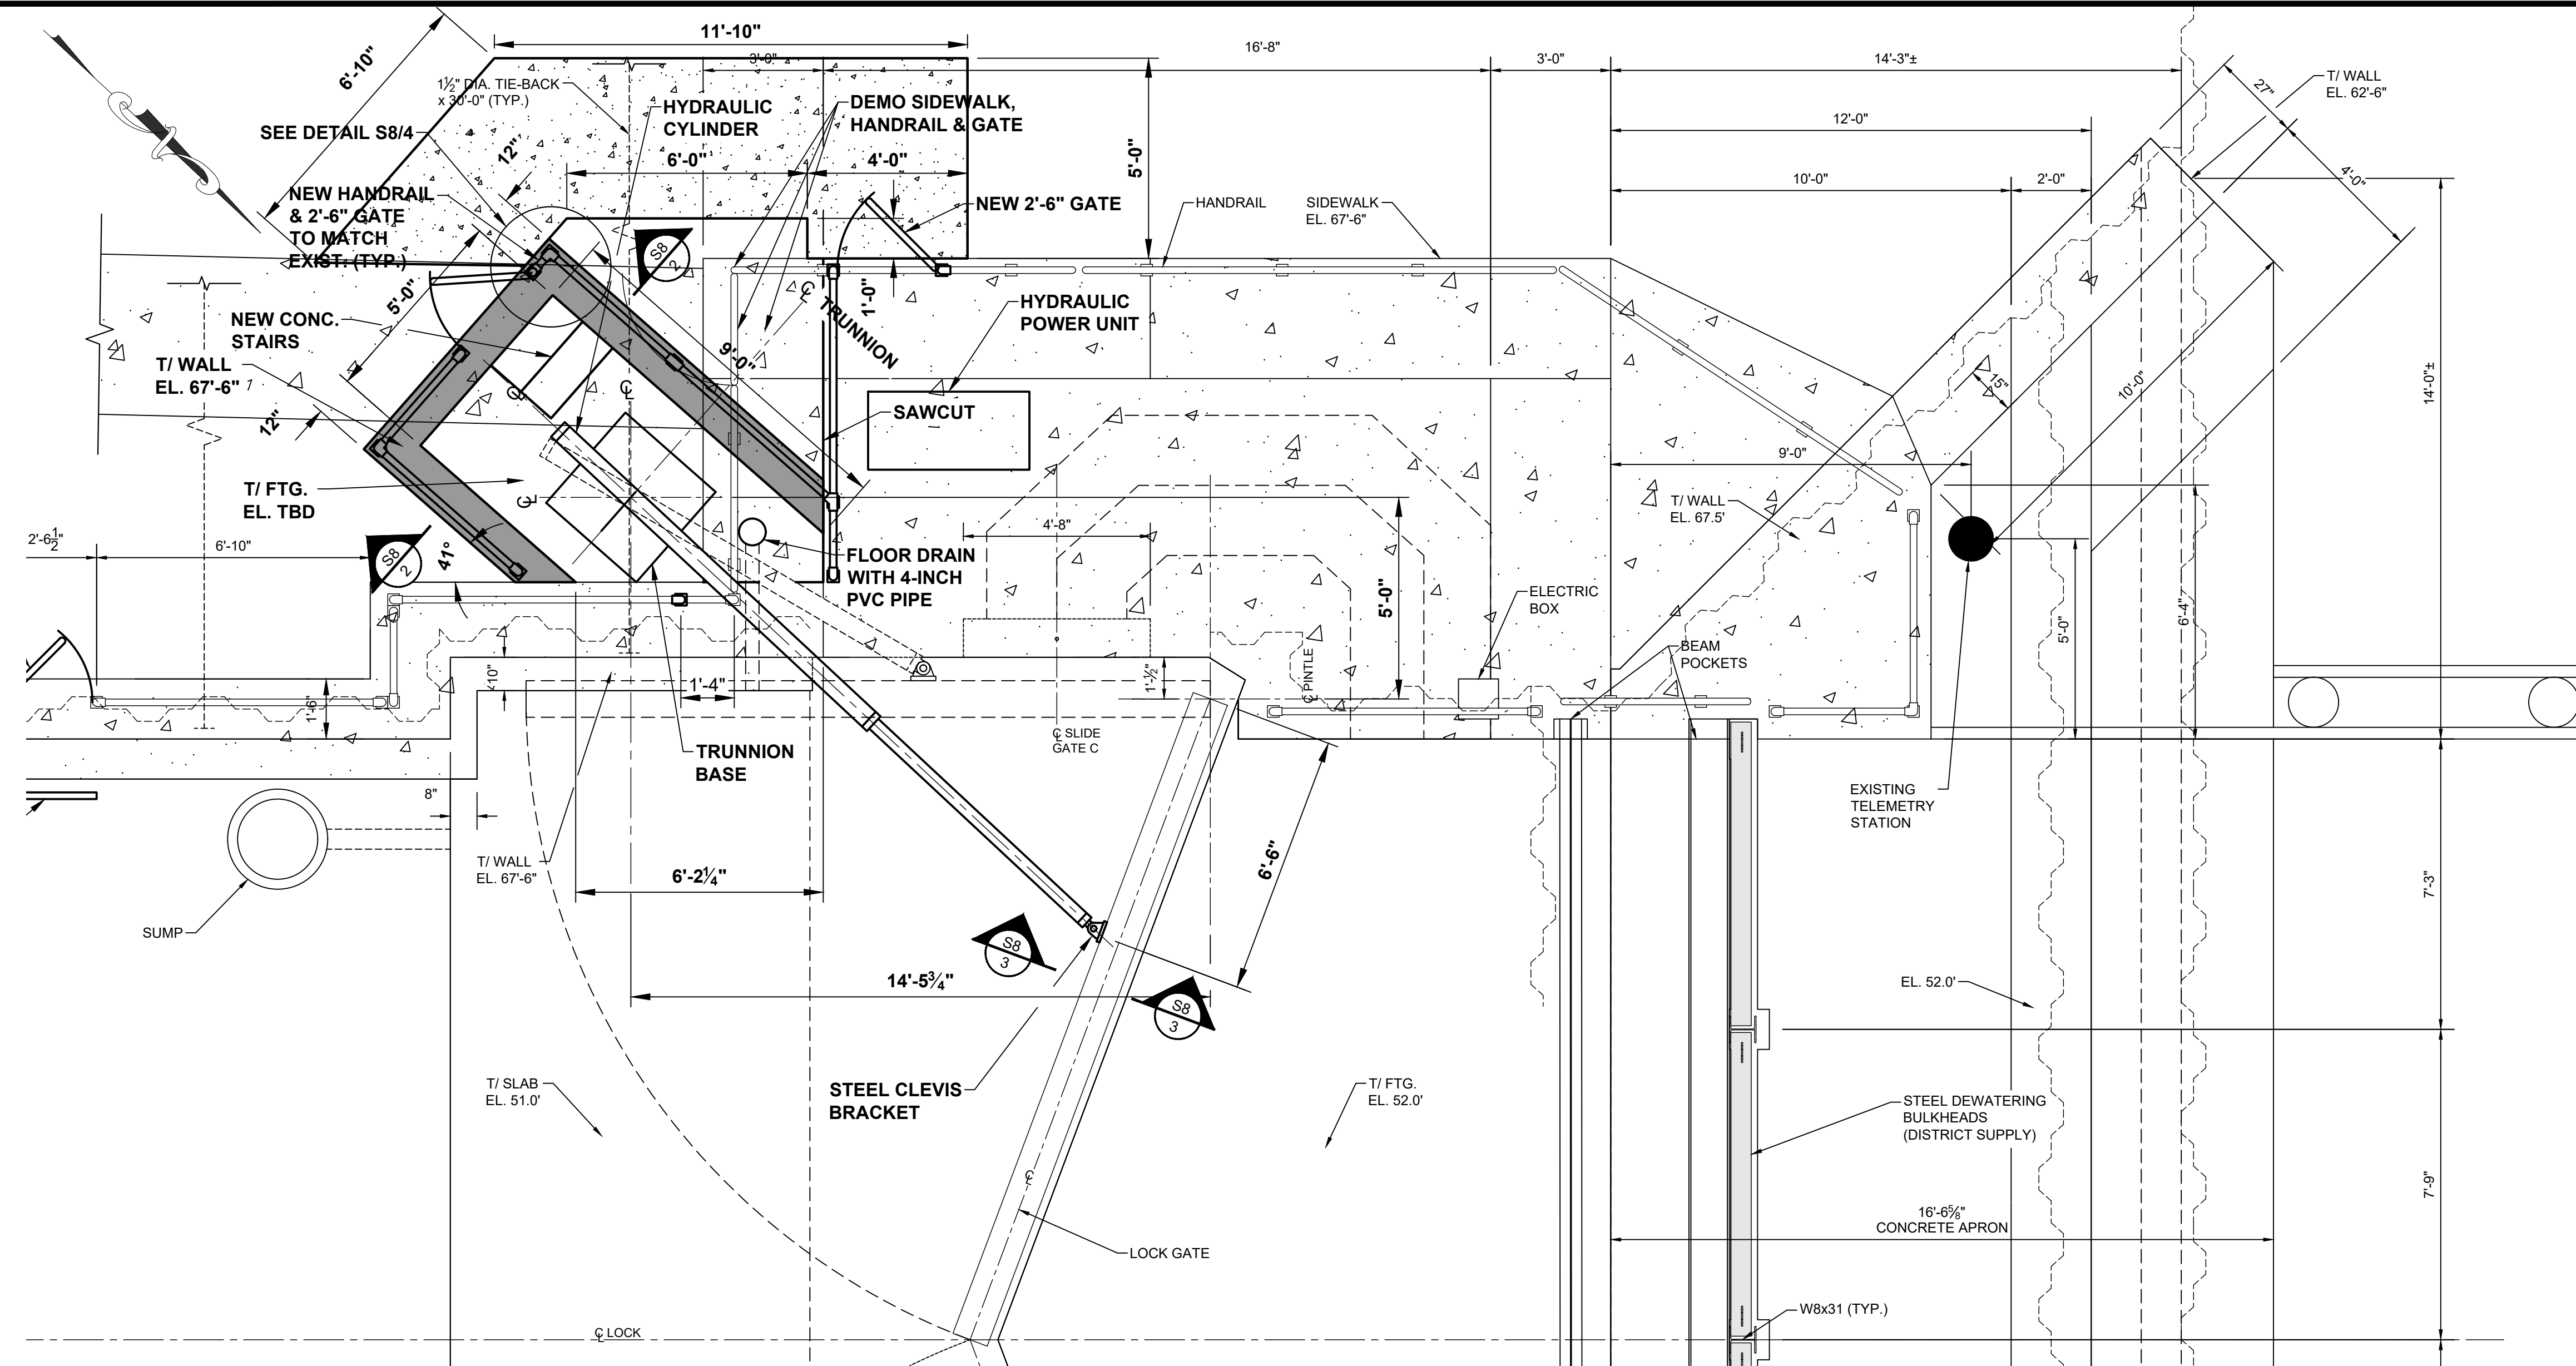 11'-10"
6'-10"
3'-0"
16'-8"
3'-0"
14'-3"±
1½" DIA. TIE-BACK
x 30'-0" (TYP.)
HYDRAULIC
CYLINDER
DEMO SIDEWALK,
HANDRAIL & GATE
SEE DETAIL S8/4
12"
6'-0"
4'-0"
5'-0"
12'-0"
27"
T/ WALL
EL. 62'-6"
NEW HANDRAIL
& 2'-6" GATE
TO MATCH
EXIST. (TYP.)
NEW 2'-6" GATE
HANDRAIL
SIDEWALK
EL. 67'-6"
10'-0"
2'-0"
4'-0"
S8
2
5'-0"
℄ TRUNNION
1'-0"
HYDRAULIC
POWER UNIT
NEW CONC.
STAIRS
9'-0"
T/ WALL
EL. 67'-6"
1
12"
℄
℄
SAWCUT
15"
10'-0"
14'-0"±
9'-0"
T/ FTG.
EL. TBD
℄
T/ WALL
EL. 67.5'
4'-8"
2'-6½"
6'-10"
S8
2
41°
FLOOR DRAIN
WITH 4-INCH
PVC PIPE
5'-0"
ELECTRIC
BOX
5'-0"
6'-4"
BEAM
POCKETS
10"
1'-4"
1-½"
℄ PINTLE
1'-6"
℄ SLIDE
GATE C
TRUNNION
BASE
8"
6'-6"
EXISTING
TELEMETRY
STATION
T/ WALL
EL. 67'-6"
6'-2¼"
7'-3"
SUMP
S8
3
14'-5¾"
S8
3
EL. 52.0'
T/ SLAB
EL. 51.0'
STEEL CLEVIS
BRACKET
T/ FTG.
EL. 52.0'
STEEL DEWATERING
BULKHEADS
(DISTRICT SUPPLY)
℄
7'-9"
16'-6⅝"
CONCRETE APRON
LOCK GATE
W8x31 (TYP.)
℄ LOCK